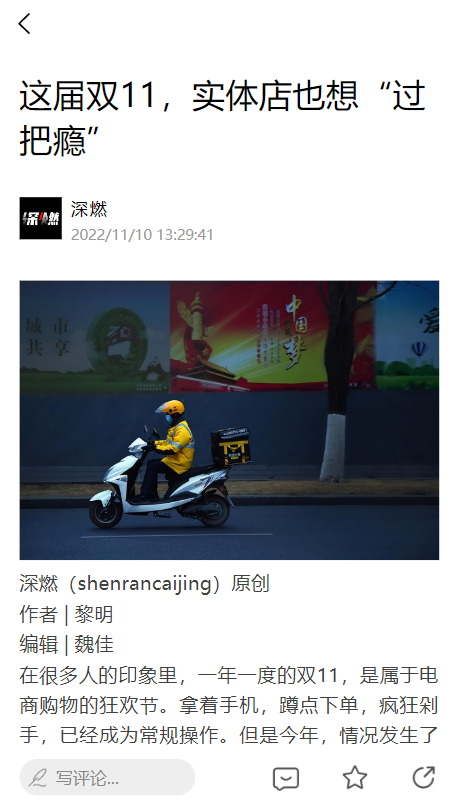 这届双11，实体店也想“过
把瘾”
深燃
深燃
2022/11/10 13:29:41
城市
共享
中国梦
爱
深燃（shenrancaijing）原创
作者 | 黎明
编辑 | 魏佳
在很多人的印象里，一年一度的双11，是属于电
商购物的狂欢节。拿着手机，蹲点下单，疯狂剁
手，已经成为常规操作。但是今年，情况发生了
写评论...